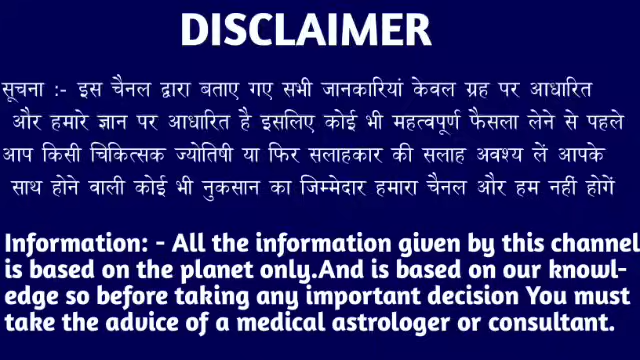 DISCLAIMER
सूचना :- इस चैनल द्वारा बताए गए सभी जानकारियां केवल ग्रह पर आधारित
और हमारे ज्ञान पर आधारित है इसलिए कोई भी महत्वपूर्ण फैसला लेने से पहले
आप किसी चिकित्सक ज्योतिषी या फिर सलाहकार की सलाह अवश्य लें आपके
साथ होने वाली कोई भी नुकसान का जिम्मेदार हमारा चैनल और हम नहीं होगें
Information: - All the information given by this channel
is based on the planet only.And is based on our knowl-
edge so before taking any important decision You must
take the advice of a medical astrologer or consultant.